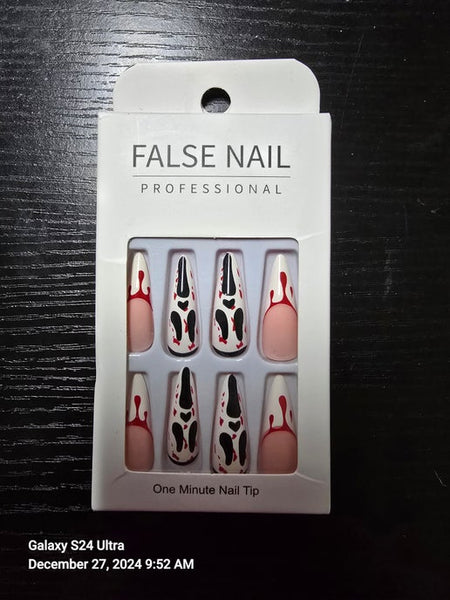 FALSE NAIL
PROFESSIONAL
One Minute Nail Tip
Galaxy S24 Ultra
December 27, 2024 9:52 AM